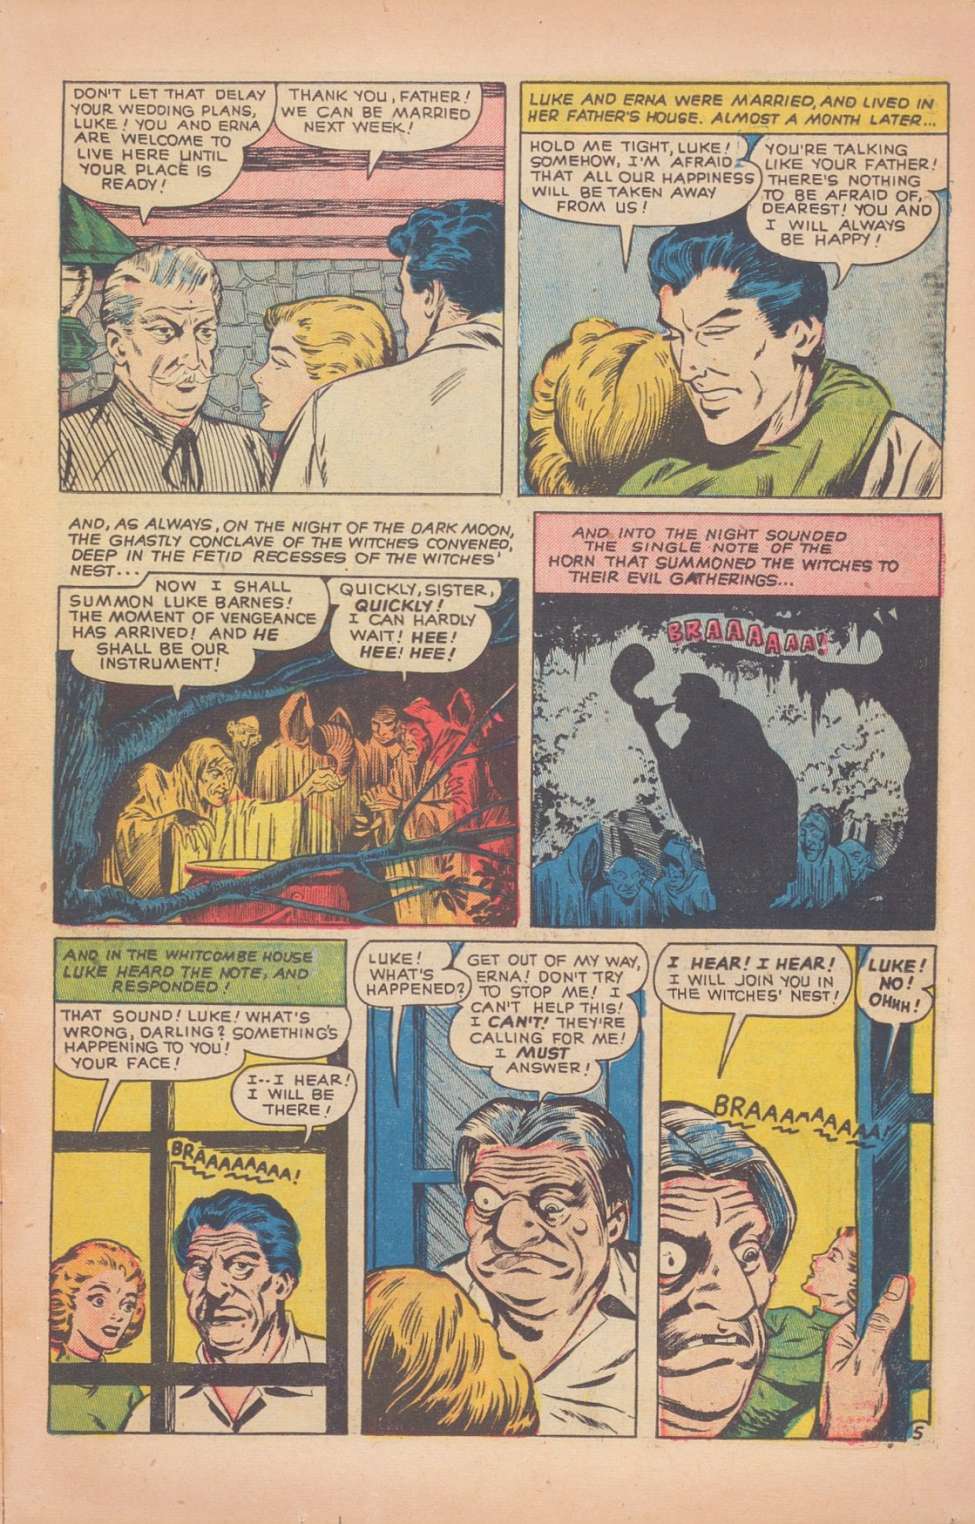 DON'T LET THAT DELAY
YOUR WEDDING PLANS,
LUKE! YOU AND ERNA
ARE WELCOME TO
LIVE HERE UNTIL
YOUR PLACE IS
READY!
THANK YOU, FATHER!
WE CAN BE MARRIED
NEXT WEEK!
LUKE AND ERNA WERE MARRIED, AND LIVED IN
HER FATHER'S HOUSE. ALMOST A MONTH LATER...
HOLD ME TIGHT, LUKE!
SOMEHOW, I'M AFRAID
THAT ALL OUR HAPPINESS
WILL BE TAKEN AWAY
FROM US!
YOU'RE TALKING
LIKE YOUR FATHER!
THERE'S NOTHING
TO BE AFRAID OF,
DEAREST! YOU AND
I WILL ALWAYS
BE HAPPY!
AND, AS ALWAYS, ON THE NIGHT OF THE DARK MOON,
THE GHASTLY CONCLAVE OF THE WITCHES CONVENED,
DEEP IN THE FETID RECESSES OF THE WITCHES'
NEST...
NOW I SHALL
SUMMON LUKE BARNES!
THE MOMENT OF VENGEANCE
HAS ARRIVED! AND HE
SHALL BE OUR
INSTRUMENT!
QUICKLY, SISTER,
QUICKLY!
I CAN HARDLY
WAIT! HEE!
HEE! HEE!
AND INTO THE NIGHT SOUNDED
THE SINGLE NOTE OF THE
HORN THAT SUMMONED THE WITCHES TO
THEIR EVIL GATHERINGS...
BRAAAAAAA!
AND IN THE WHITCOMBE HOUSE
LUKE HEARD THE NOTE, AND
RESPONDED!
THAT SOUND! LUKE! WHAT'S
WRONG, DARLING? SOMETHING'S
HAPPENING TO YOU!
YOUR FACE!
I--I HEAR!
I WILL BE
THERE!
BRAAAAAAAA!
LUKE!
WHAT'S
HAPPENED?
GET OUT OF MY WAY,
ERNA! DON'T TRY
TO STOP ME! I
CAN'T HELP THIS!
I CAN'T! THEY'RE
CALLING FOR ME!
I MUST
ANSWER!
I HEAR! I HEAR!
I WILL JOIN YOU IN
THE WITCHES' NEST!
LUKE!
NO!
OHHH!
BRAAAAAAAAA!
5